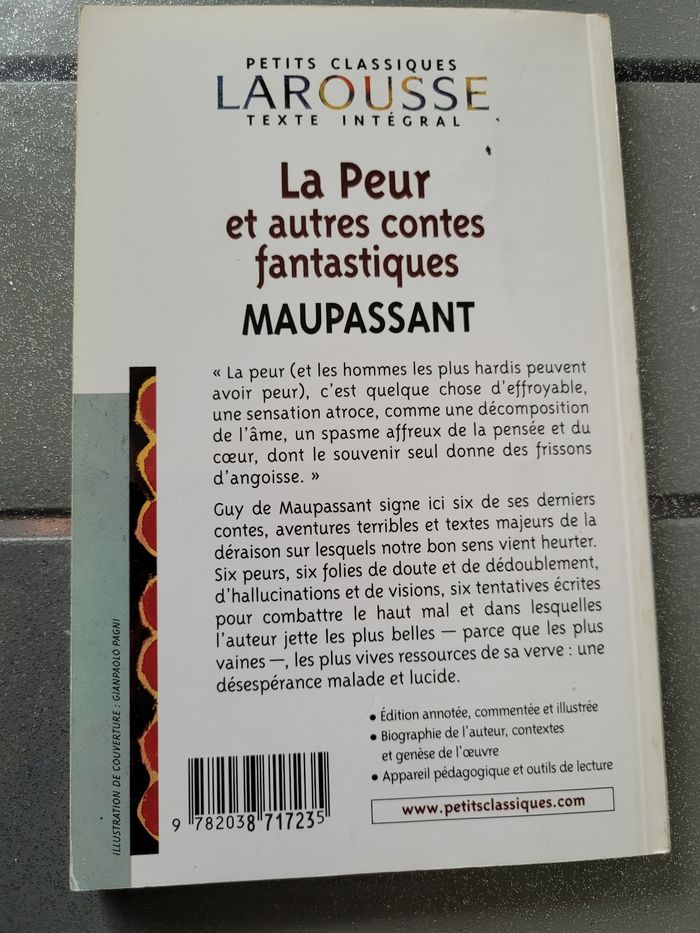 PETITS CLASSIQUES
LAROUSSE
TEXTE INTÉGRAL
La Peur
et autres contes
fantastiques
MAUPASSANT
« La peur (et les hommes les plus hardis peuvent
avoir peur), c'est quelque chose d'effroyable,
une sensation atroce, comme une décomposition
de l'âme, un spasme affreux de la pensée et du
cœur, dont le souvenir seul donne des frissons
d'angoisse. »
Guy de Maupassant signe ici six de ses derniers
contes, aventures terribles et textes majeurs de la
déraison sur lesquels notre bon sens vient heurter.
Six peurs, six folies de doute et de dédoublement,
d'hallucinations et de visions, six tentatives écrites
pour combattre le haut mal et dans lesquelles
l'auteur jette les plus belles — parce que les plus
vaines —, les plus vives ressources de sa verve : une
désespérance malade et lucide.
• Édition annotée, commentée et illustrée
• Biographie de l'auteur, contextes
et genèse de l'œuvre
• Appareil pédagogique et outils de lecture
www.petitsclassiques.com
9 782038 717235
ILLUSTRATION DE COUVERTURE : GIANPAOLO PAGNI